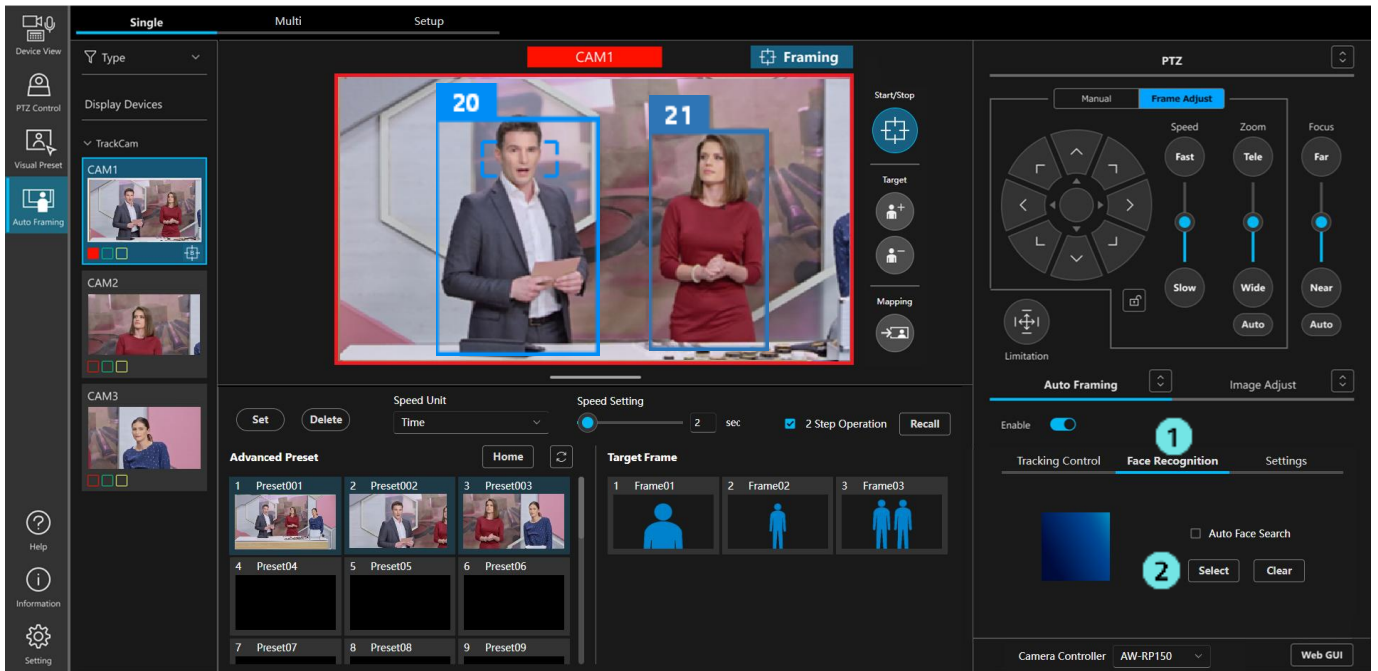 Single Multi Setup
Device View
PTZ Control
Visual Preset
Auto Framing
Help
Information
Setting
Type
Display Devices
TrackCam
CAM1
CAM2
CAM3
CAM1 Framing
20 21
Start/Stop
Target
Mapping
Set Delete
Speed Unit
Time
Speed Setting
2 sec
2 Step Operation Recall
Advanced Preset Home
1 Preset001 2 Preset002 3 Preset003
4 Preset04 5 Preset05 6 Preset06
7 Preset07 8 Preset08 9 Preset09
Target Frame
1 Frame01 2 Frame02 3 Frame03
PTZ
Manual Frame Adjust
Speed Zoom Focus
Fast Tele Far
Slow Wide Near
Auto Auto
Limitation
Auto Framing Image Adjust
Enable
1
Tracking Control Face Recognition Settings
Auto Face Search
2 Select Clear
Camera Controller AW-RP150 Web GUI